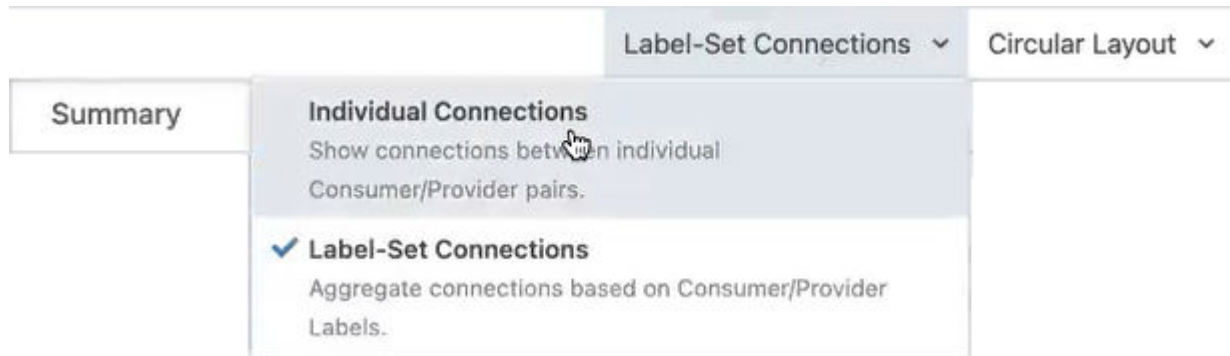 Label-Set Connections
Circular Layout
Summary
Individual Connections
Show connections between individual
Consumer/Provider pairs.
Label-Set Connections
Aggregate connections based on Consumer/Provider
Labels.